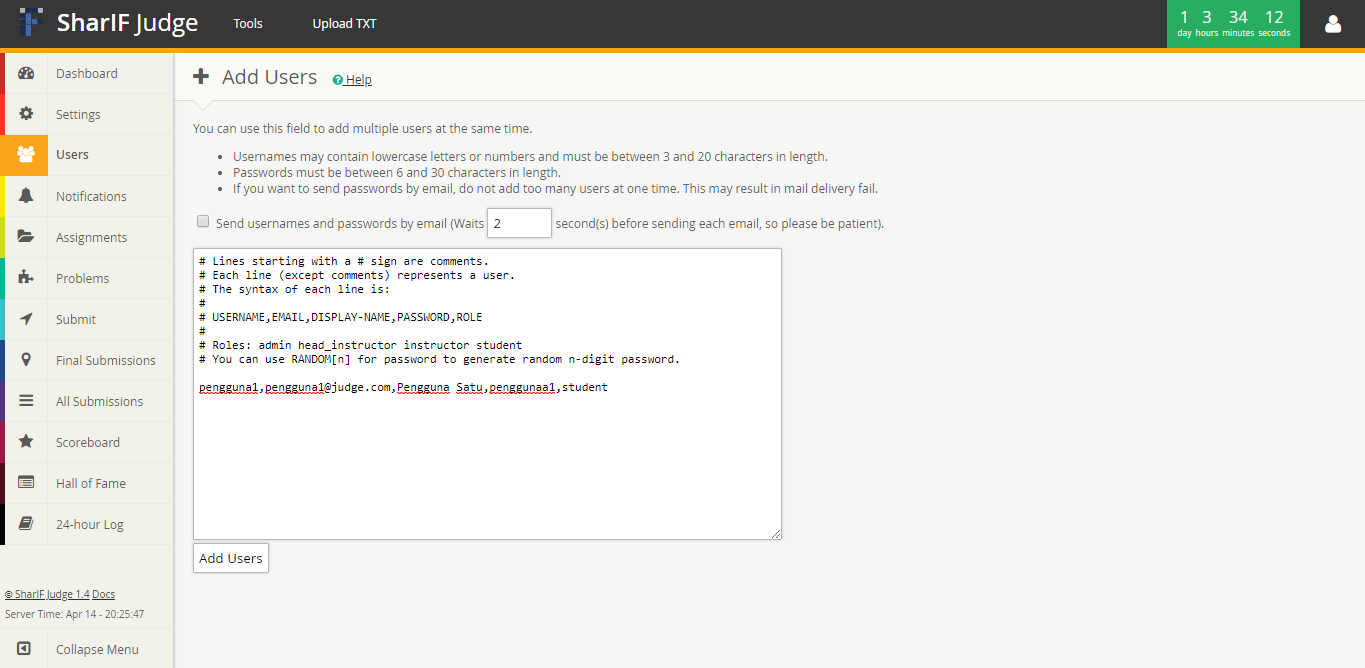 SharIF Judge
Tools
Upload TXT
1 3 34 12
day hours minutes seconds
Dashboard
Settings
Users
Notifications
Assignments
Problems
Submit
Final Submissions
All Submissions
Scoreboard
Hall of Fame
24-hour Log
© SharIF Judge 1.4 Docs
Server Time: Apr 14 - 20:25:47
Collapse Menu
Add Users
Help
You can use this field to add multiple users at the same time.
• Usernames may contain lowercase letters or numbers and must be between 3 and 20 characters in length.
• Passwords must be between 6 and 30 characters in length.
• If you want to send passwords by email, do not add too many users at one time. This may result in mail delivery fail.
Send usernames and passwords by email (Waits 2 second(s) before sending each email, so please be patient).
# Lines starting with a # sign are comments.
# Each line (except comments) represents a user.
# The syntax of each line is:
#
# USERNAME,EMAIL,DISPLAY-NAME,PASSWORD,ROLE
#
# Roles: admin head_instructor instructor student
# You can use RANDOM[n] for password to generate random n-digit password.
pengguna1,pengguna1@judge.com,Pengguna Satu,penggunaa1,student
Add Users